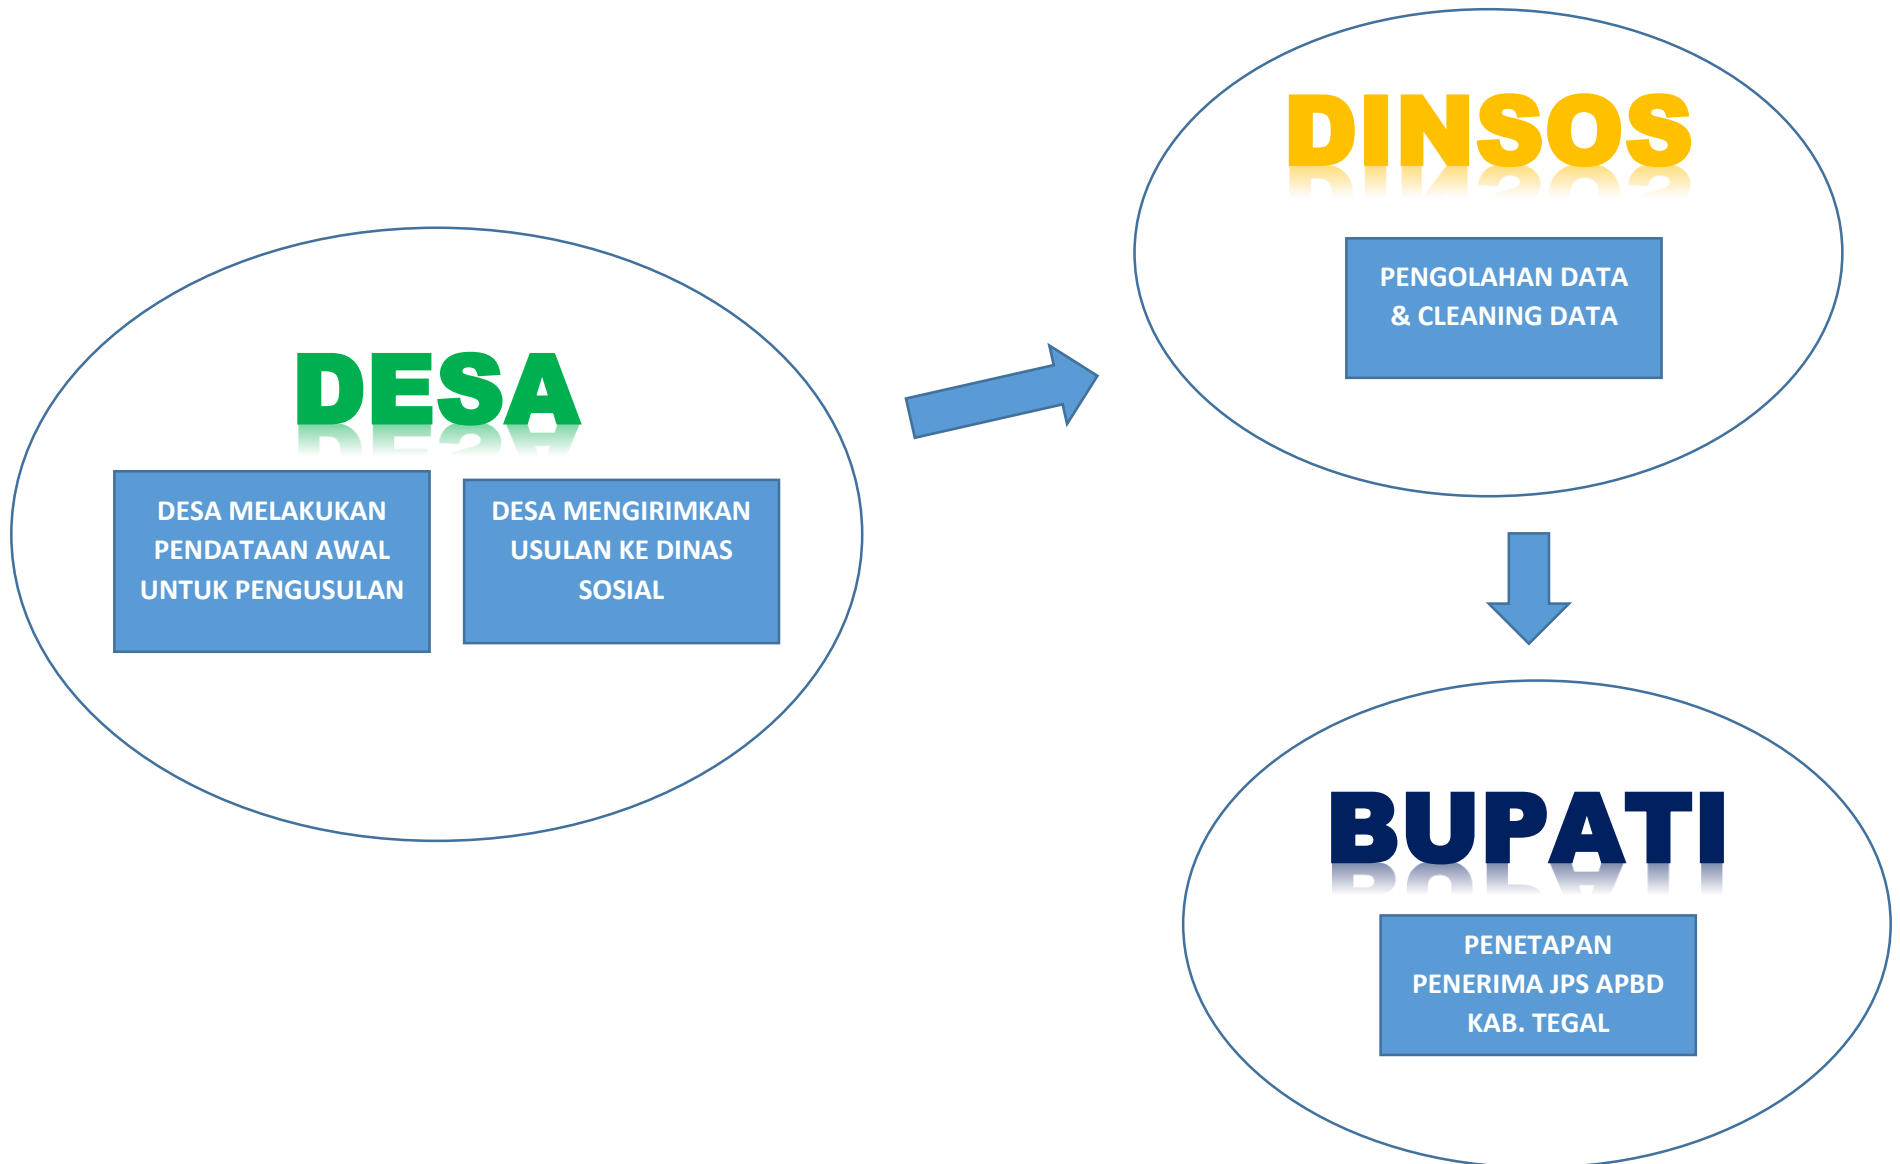 DINSOS
PENGOLAHAN DATA
& CLEANING DATA
DESA
DESA MELAKUKAN
PENDATAAN AWAL
UNTUK PENGUSULAN
DESA MENGIRIMKAN
USULAN KE DINAS
SOSIAL
BUPATI
PENETAPAN
PENERIMA JPS APBD
KAB. TEGAL